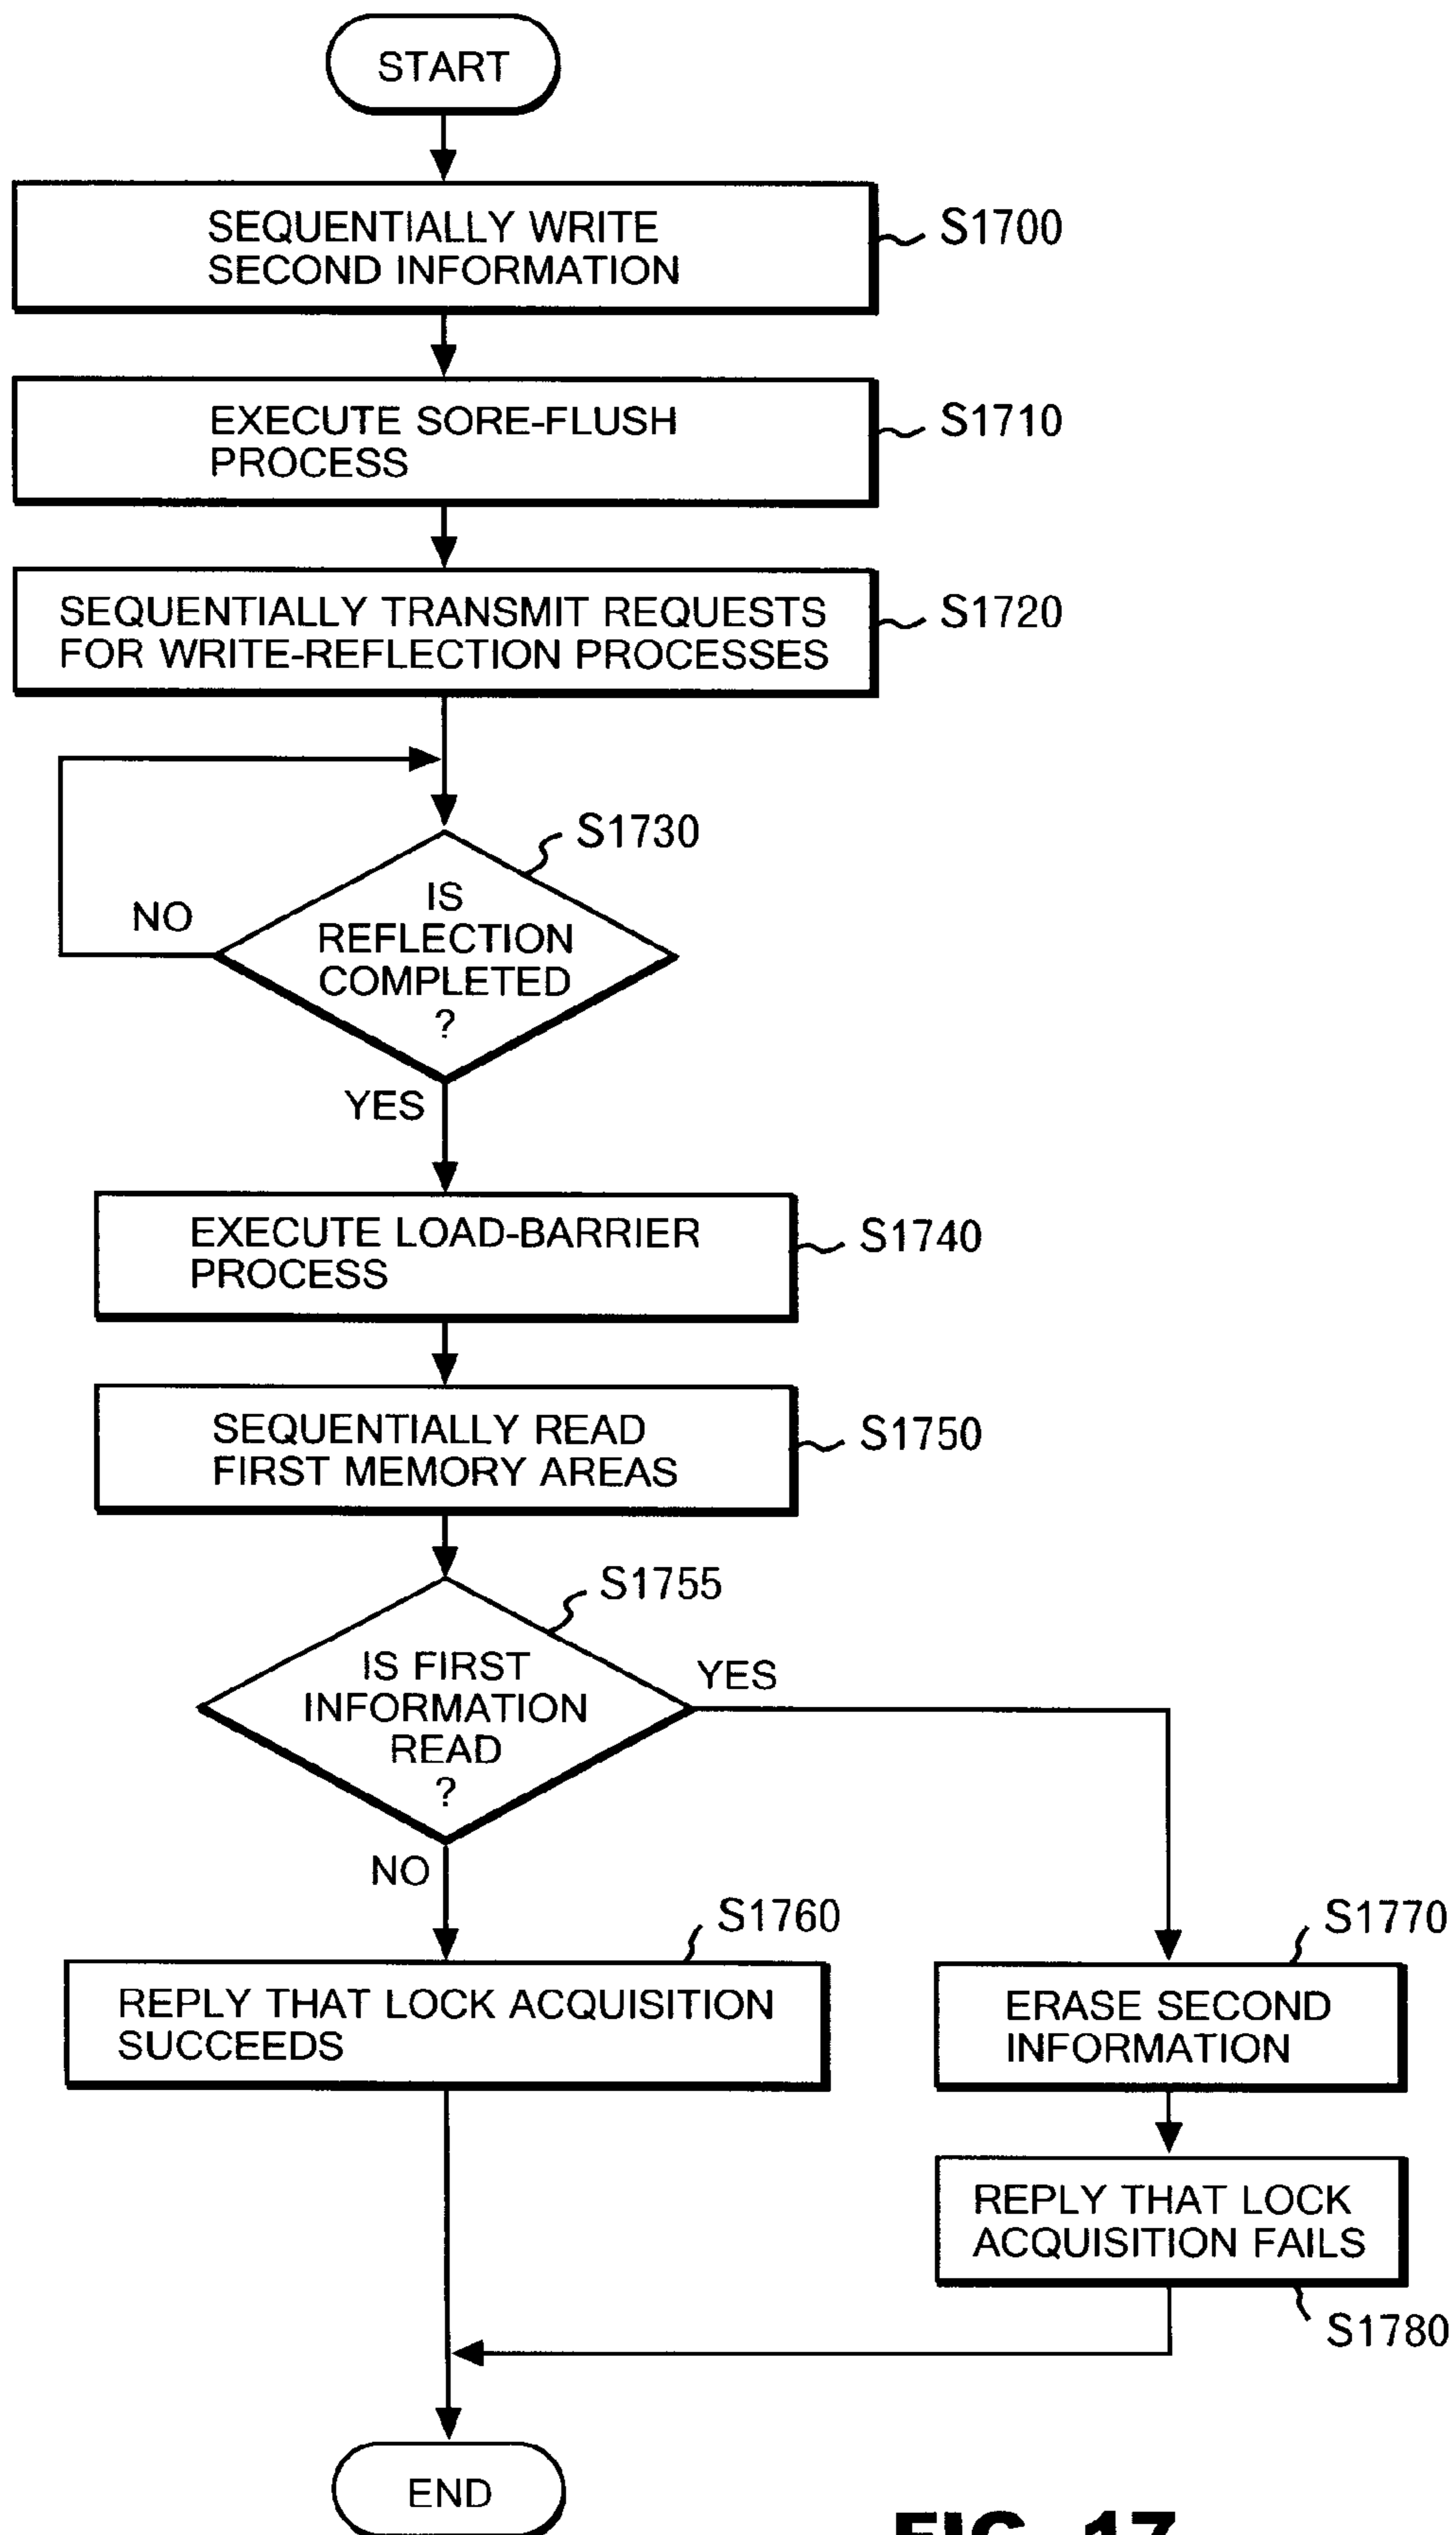 START
SEQUENTIALLY WRITE
SECOND INFORMATION
S1700
EXECUTE SORE-FLUSH
PROCESS
S1710
SEQUENTIALLY TRANSMIT REQUESTS
FOR WRITE-REFLECTION PROCESSES
S1720
S1730
IS
REFLECTION
COMPLETED
?
NO
YES
EXECUTE LOAD-BARRIER
PROCESS
S1740
SEQUENTIALLY READ
FIRST MEMORY AREAS
S1750
S1755
IS FIRST
INFORMATION
READ
?
YES
NO
S1760
REPLY THAT LOCK ACQUISITION
SUCCEEDS
S1770
ERASE SECOND
INFORMATION
REPLY THAT LOCK
ACQUISITION FAILS
S1780
END
FIG. 17